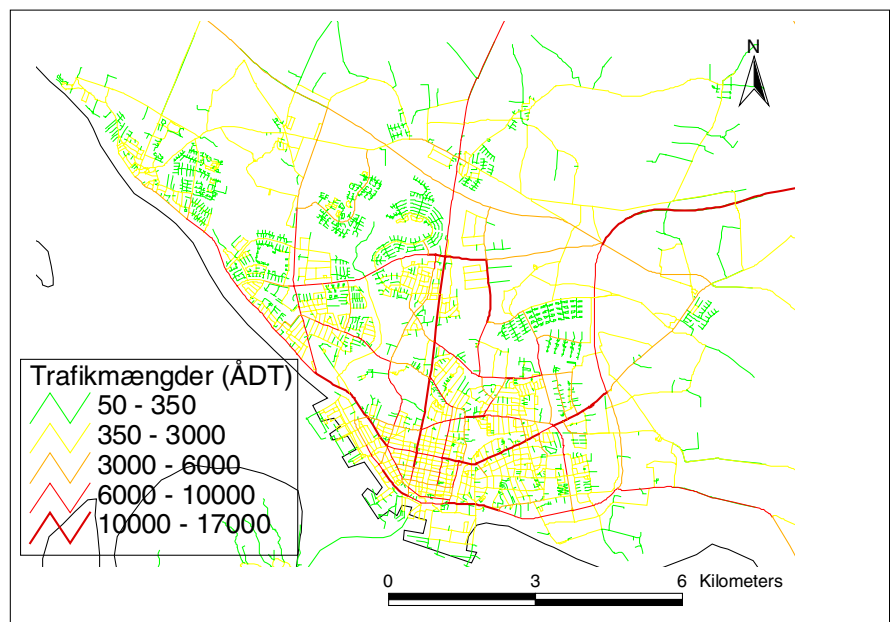 N
Trafikmængder (ÅDT)
50 - 350
350 - 3000
3000 - 6000
6000 - 10000
10000 - 17000
0 3 6 Kilometers